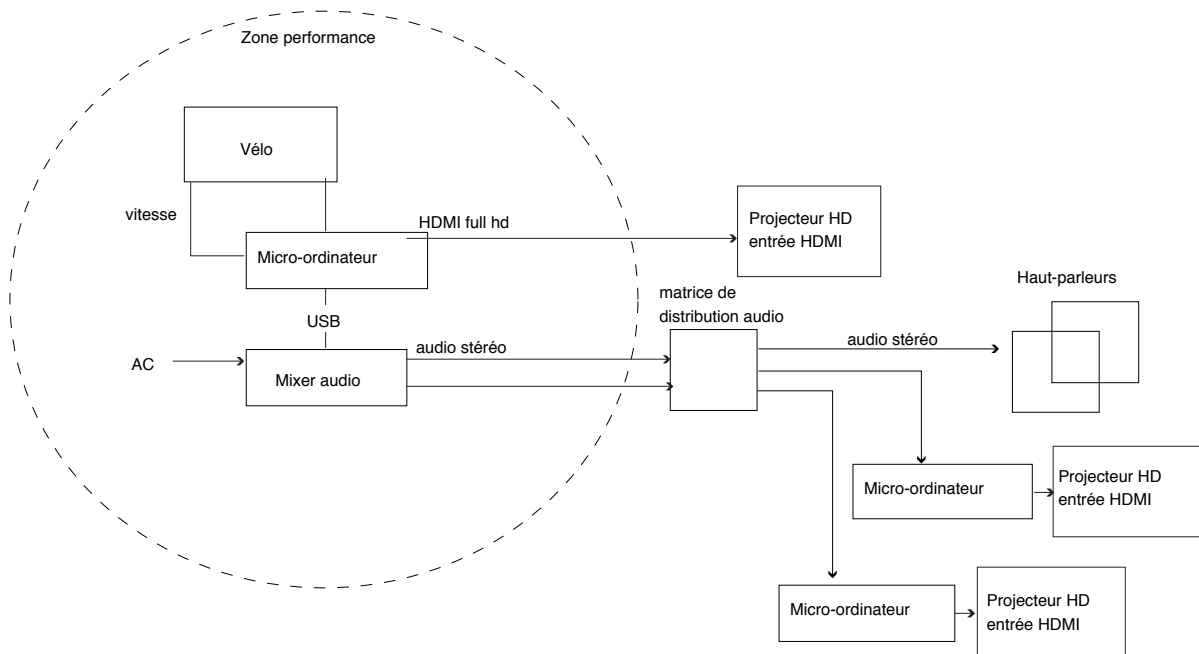 Zone performance
Vélo
vitesse
HDMI full hd
Projecteur HD
entrée HDMI
Micro-ordinateur
Haut-parleurs
matrice de
distribution audio
USB
audio stéréo
audio stéréo
AC
Mixer audio
Projecteur HD
entrée HDMI
Micro-ordinateur
Projecteur HD
entrée HDMI
Micro-ordinateur